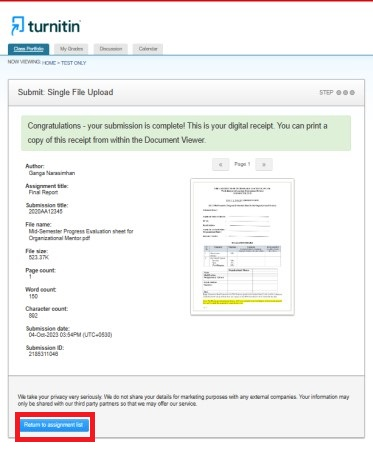 turnitin
Class Portfolio My Grades Discussion Calendar
NOW VIEWING: HOME > TEST ONLY
Submit: Single File Upload STEP
Congratulations - your submission is complete! This is your digital receipt. You can print a
copy of this receipt from within the Document Viewer.
« Page 1 »
Author:
Ganga Narasimhan
Assignment title:
Final Report
Submission title:
2020AA12345
File name:
Mid-Semester Progress Evaluation sheet for
Organizational Mentor.pdf
File size:
523.37K
Page count:
1
Word count:
150
Character count:
892
Submission date:
04-Oct-2023 03:54PM (UTC+0530)
Submission ID:
2185311048
We take your privacy very seriously. We do not share your details for marketing purposes with any external companies. Your information may
only be shared with our third party partners so that we may offer our service.
Return to assignment list